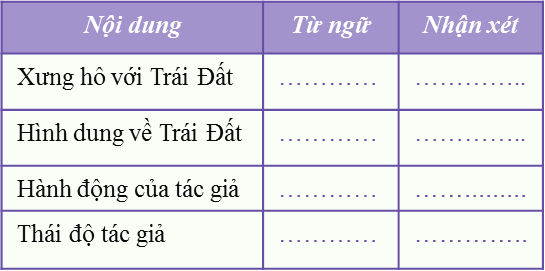 Nội dung Từ ngữ Nhận xét
Xưng hô với Trái Đất ………… ………….
Hình dung về Trái Đất ………… ………….
Hành động của tác giả ………… ……….......
Thái độ tác giả ………… ………….